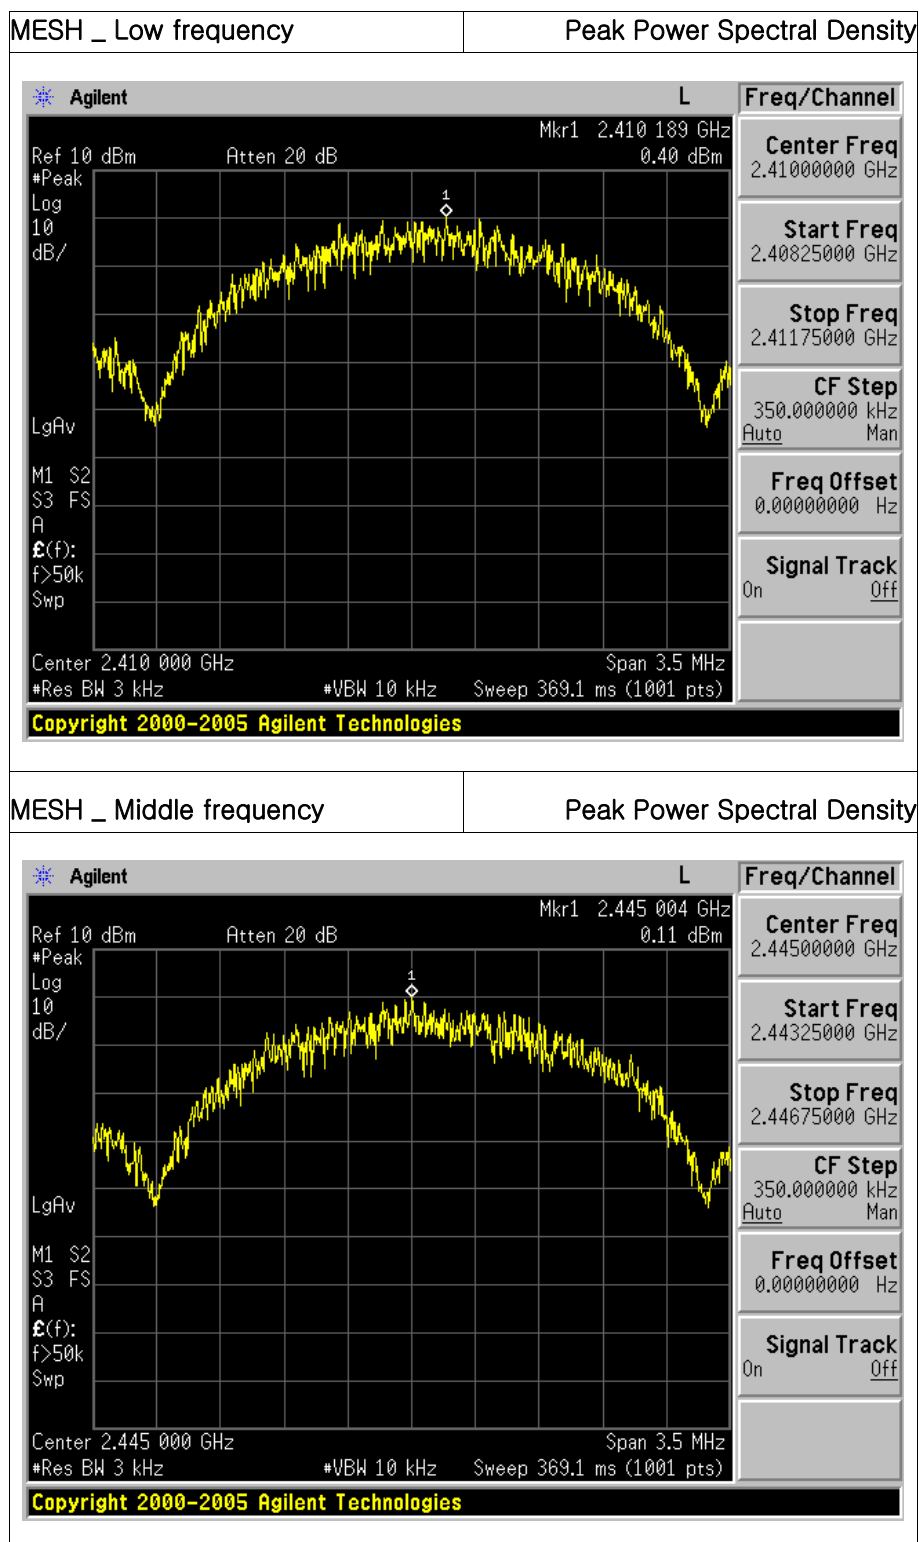 MESH _ Low frequency Peak Power Spectral Density
Agilent L Freq/Channel
Mkr1 2.410 189 GHz
Ref 10 dBm Atten 20 dB 0.40 dBm
#Peak
Log
10
dB/
1
LgAv
M1 S2
S3 FS
A
£(f):
f>50k
Swp
Center 2.410 000 GHz Span 3.5 MHz
#Res BW 3 kHz #VBW 10 kHz Sweep 369.1 ms (1001 pts)
Copyright 2000-2005 Agilent Technologies
Center Freq
2.41000000 GHz
Start Freq
2.40825000 GHz
Stop Freq
2.41175000 GHz
CF Step
350.000000 kHz
Auto Man
Freq Offset
0.00000000 Hz
Signal Track
On Off
MESH _ Middle frequency Peak Power Spectral Density
Agilent L Freq/Channel
Mkr1 2.445 004 GHz
Ref 10 dBm Atten 20 dB 0.11 dBm
#Peak
Log
10
dB/
1
LgAv
M1 S2
S3 FS
A
£(f):
f>50k
Swp
Center 2.445 000 GHz Span 3.5 MHz
#Res BW 3 kHz #VBW 10 kHz Sweep 369.1 ms (1001 pts)
Copyright 2000-2005 Agilent Technologies
Center Freq
2.44500000 GHz
Start Freq
2.44325000 GHz
Stop Freq
2.44675000 GHz
CF Step
350.000000 kHz
Auto Man
Freq Offset
0.00000000 Hz
Signal Track
On Off